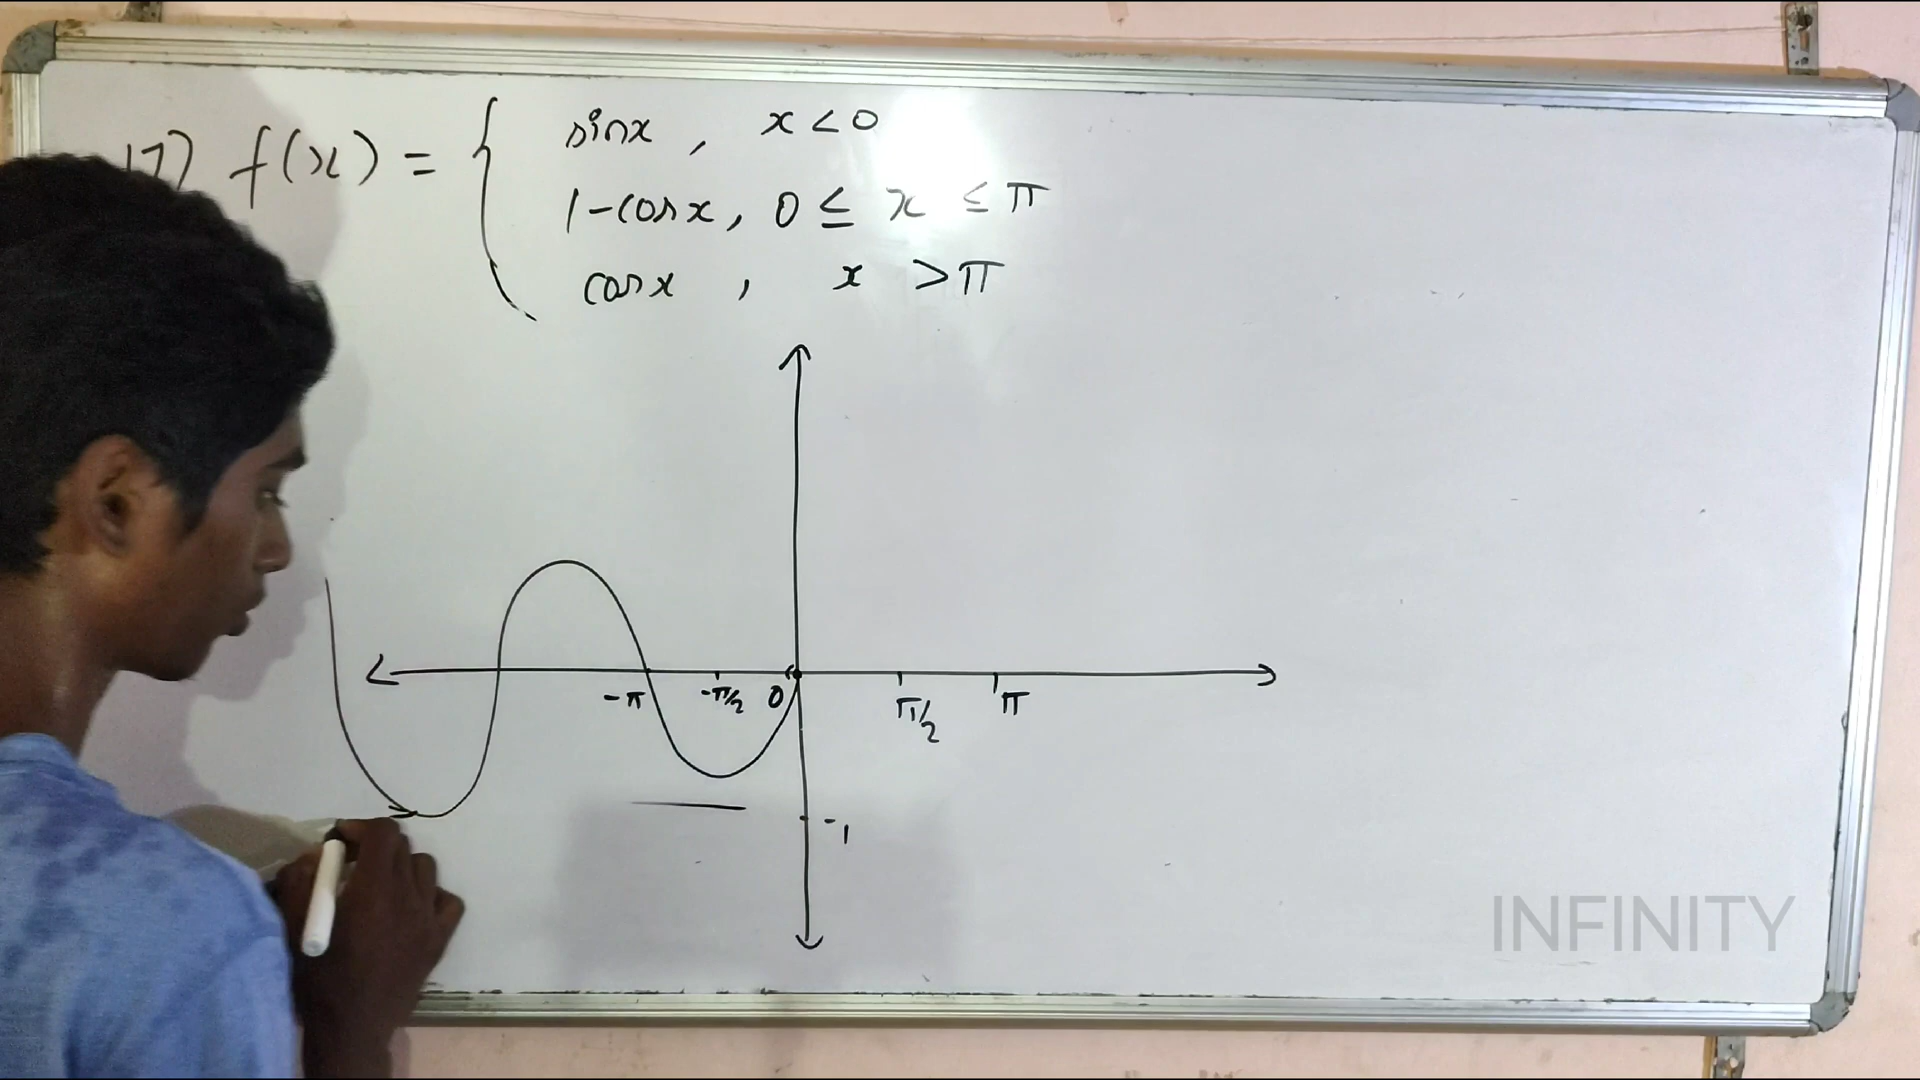 17) f(x) = { sinx , x < 0
1-cosx, 0 ≤ x ≤ π
cosx , x > π
-π -π/2 0 π/2 π
-1
INFINITY